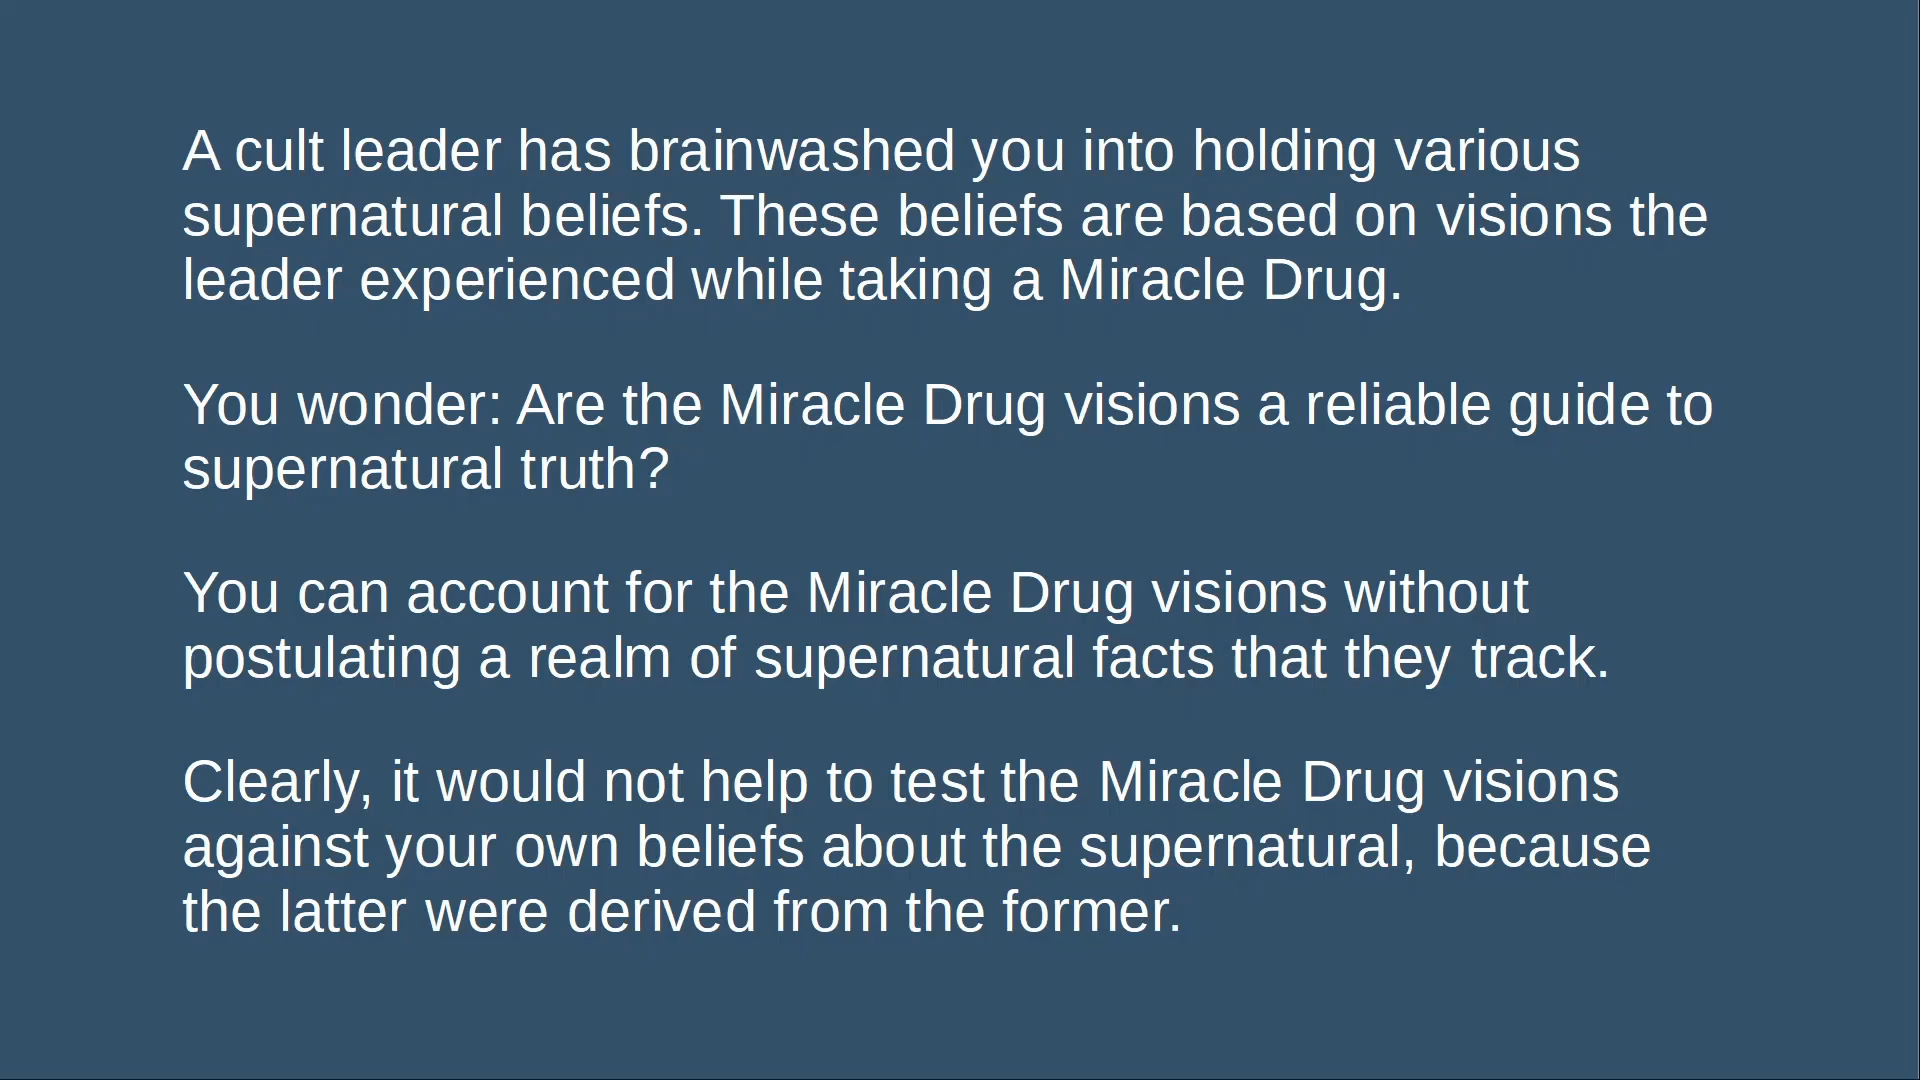 A cult leader has brainwashed you into holding various
supernatural beliefs. These beliefs are based on visions the
leader experienced while taking a Miracle Drug.
You wonder: Are the Miracle Drug visions a reliable guide to
supernatural truth?
You can account for the Miracle Drug visions without
postulating a realm of supernatural facts that they track.
Clearly, it would not help to test the Miracle Drug visions
against your own beliefs about the supernatural, because
the latter were derived from the former.